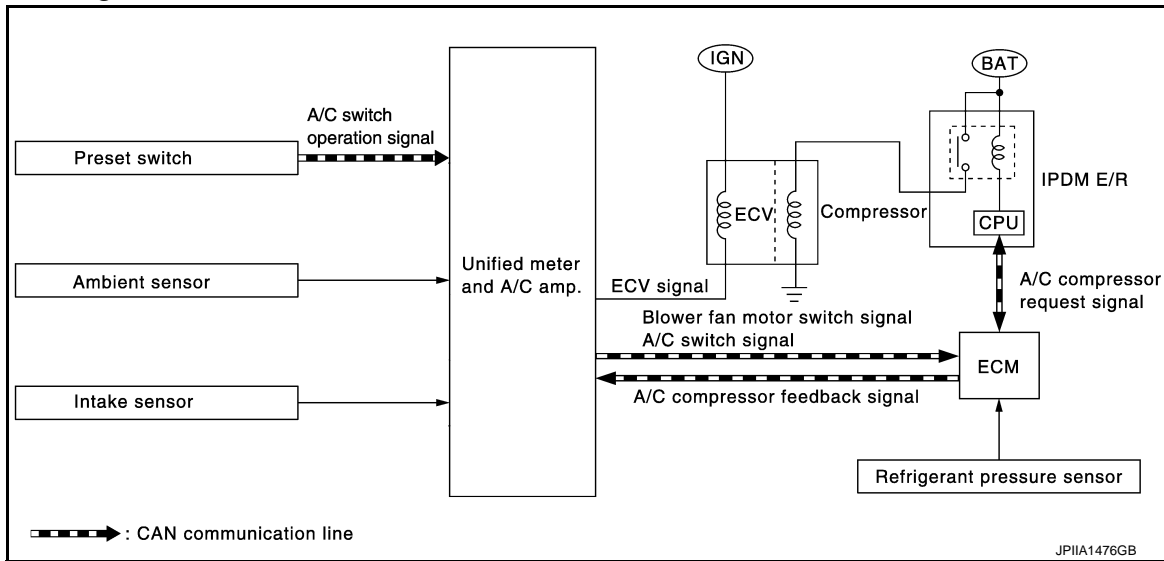 IGN
BAT
A/C switch
operation signal
Preset switch
IPDM E/R
ECV
Compressor
CPU
Ambient sensor
Unified meter
and A/C amp.
ECV signal
A/C compressor
request signal
Blower fan motor switch signal
A/C switch signal
ECM
Intake sensor
A/C compressor feedback signal
Refrigerant pressure sensor
: CAN communication line
JPIIA1476GB